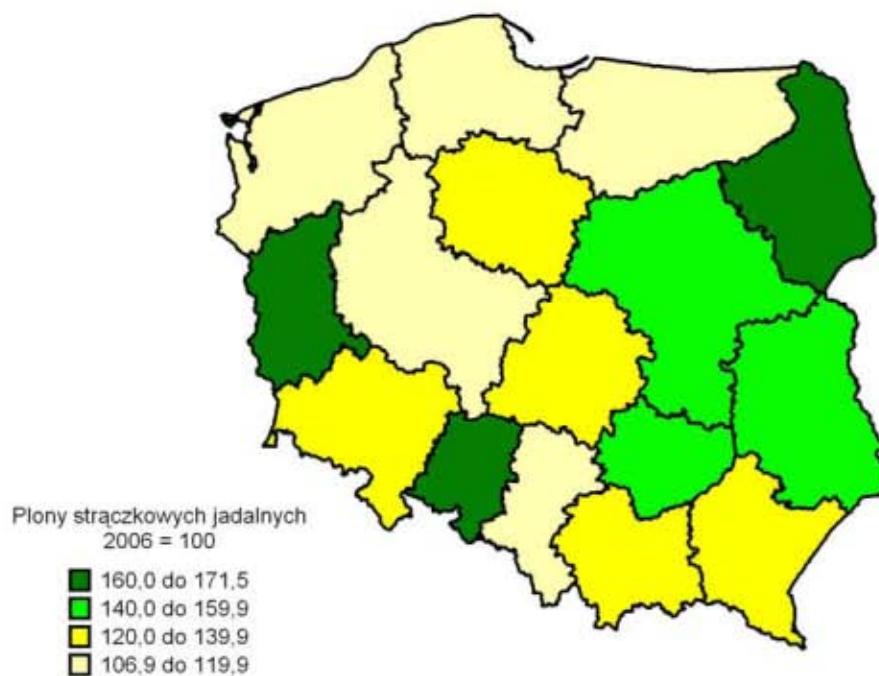 Plony strączkowych jadalnych
2006 = 100
160,0 do 171,5
140,0 do 159,9
120,0 do 139,9
106,9 do 119,9